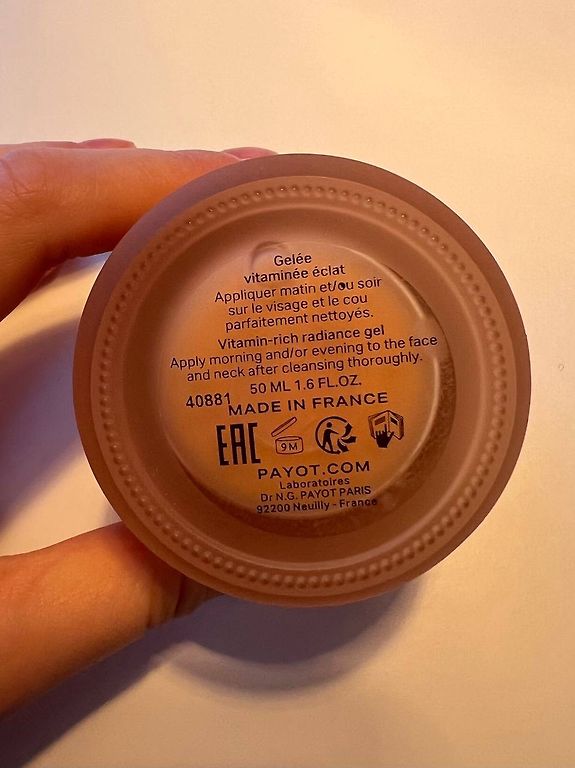 Gelée
vitaminée éclat
Appliquer matin et/ou soir
sur le visage et le cou
parfaitement nettoyés.
Vitamin-rich radiance gel
Apply morning and/or evening to the face
and neck after cleansing thoroughly.
50 ML 1.6 FL.OZ.
40881
MADE IN FRANCE
EAC 9M
PAYOT.COM
Laboratoires
Dr N.G. PAYOT PARIS
92200 Neuilly - France